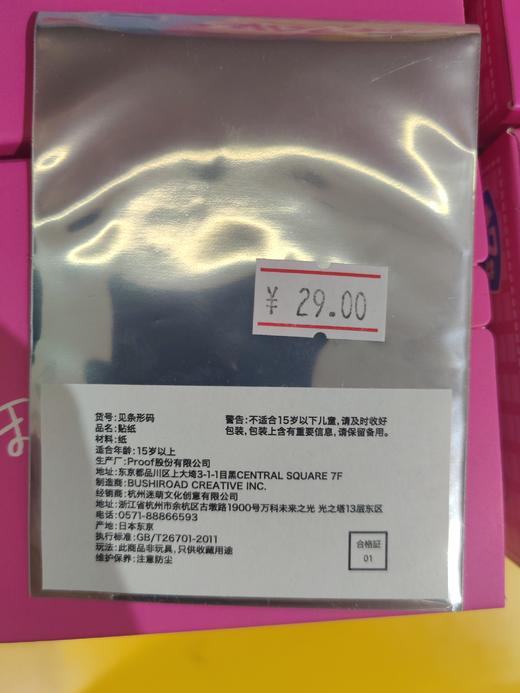 ¥ 29.00
货号:见条形码
品名:贴纸
材料:纸
适合年龄:15岁以上
生产厂:Proof股份有限公司
地址:东京都品川区上大埼3-1-1目黒CENTRAL SQUARE 7F
制造商:BUSHIROAD CREATIVE INC.
经销商:杭州迷萌文化创意有限公司
地址:浙江省杭州市余杭区古墩路1900号万科未来之光 光之塔13层东区
电话:0571-88866593
产地:日本东京
执行标准:GB/T26701-2011
玩法:此商品非玩具,只供收藏用途
维护保养:注意防尘
警告:不适合15岁以下儿童,请及时收好
包装,包装上含有重要信息,请保留备用。
合格証
01